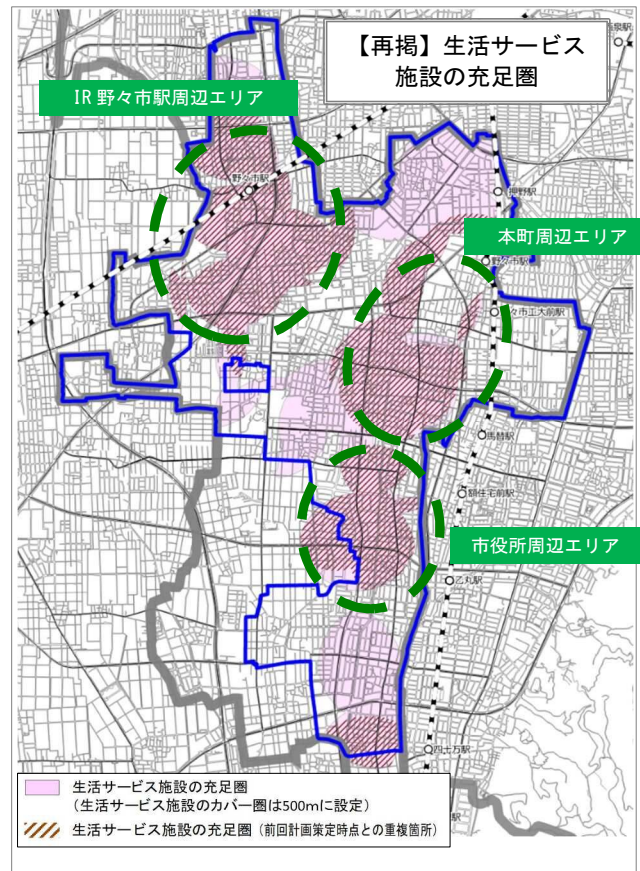 【再掲】生活サービス
施設の充足圏
IR 野々市駅周辺エリア
野々市駅
押野駅
本町周辺エリア
野々市駅
々市工大前駅
馬替駅
額住宅前駅
市役所周辺エリア
乙丸駅
四十万駅
生活サービス施設の充足圏
(生活サービス施設のカバー圏は500mに設定)
生活サービス施設の充足圏(前回計画策定時点との重複箇所)
駅